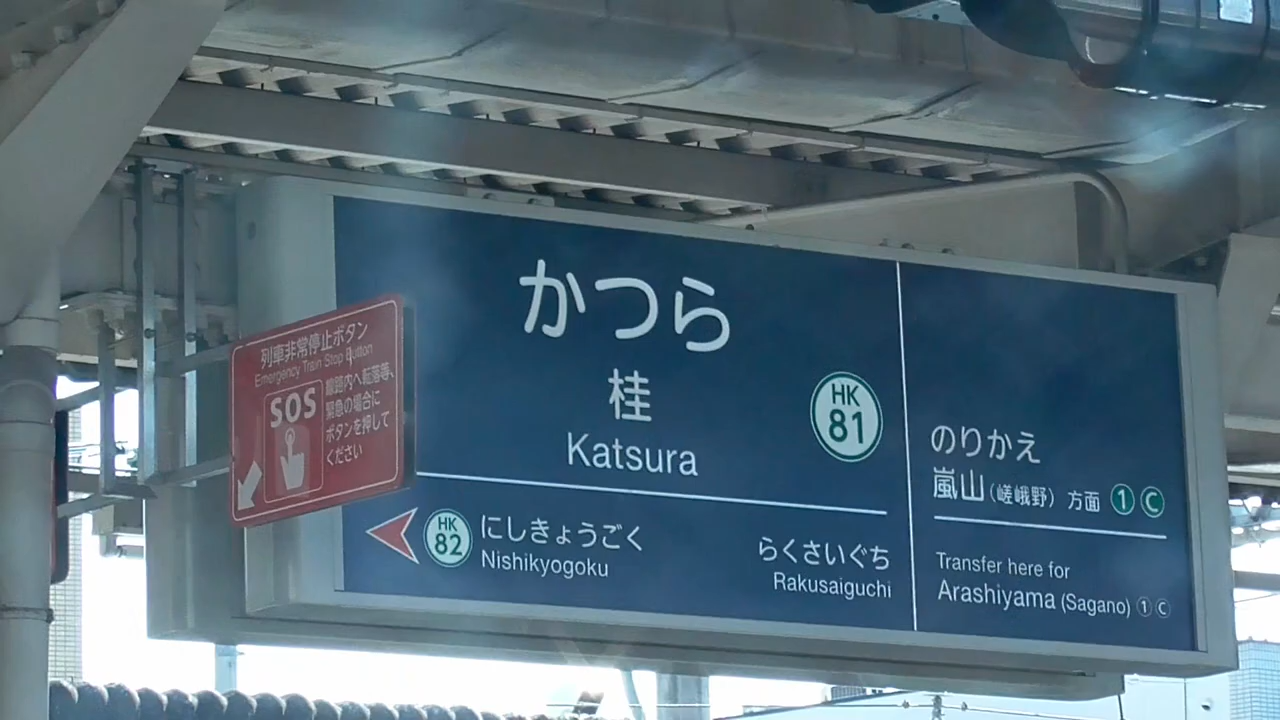 かつら
桂
Katsura
HK
81
HK
82
にしきょうごく
Nishikyogoku
らくさいぐち
Rakusaiguchi
のりかえ
嵐山(嵯峨野) 方面 1 C
Transfer here for
Arashiyama (Sagano) 1 C
列車非常停止ボタン
Emergency Train Stop Button
SOS
線路内へ転落等、
緊急の場合に
ボタンを押して
ください